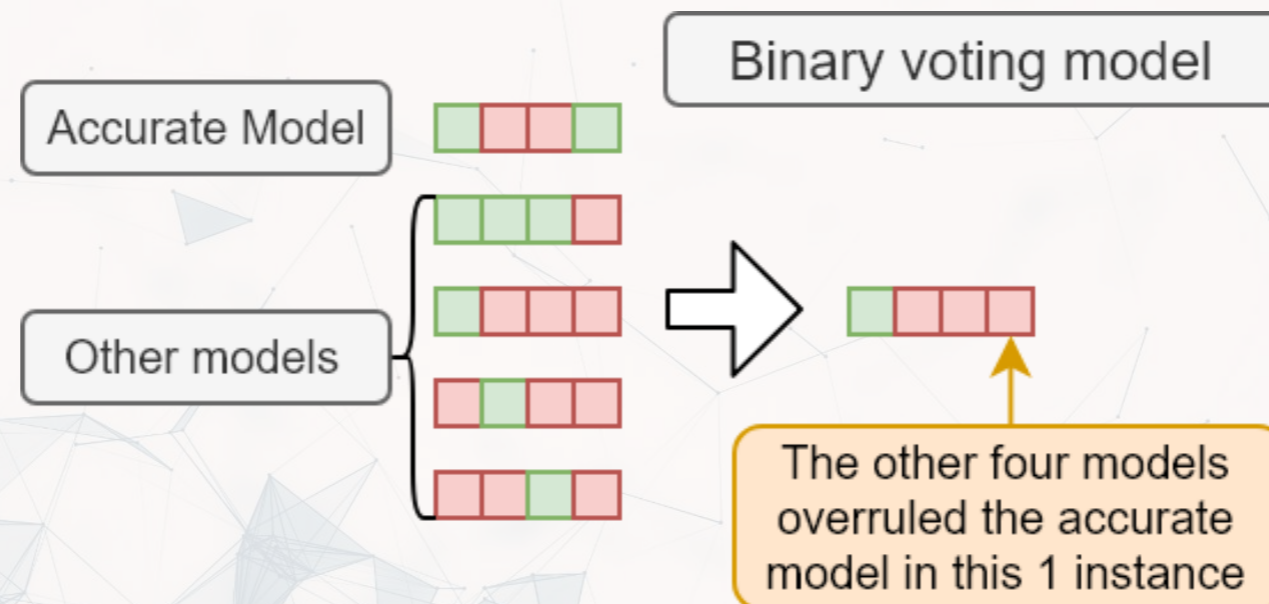 Binary voting model
Accurate Model
Other models
The other four models
overruled the accurate
model in this 1 instance